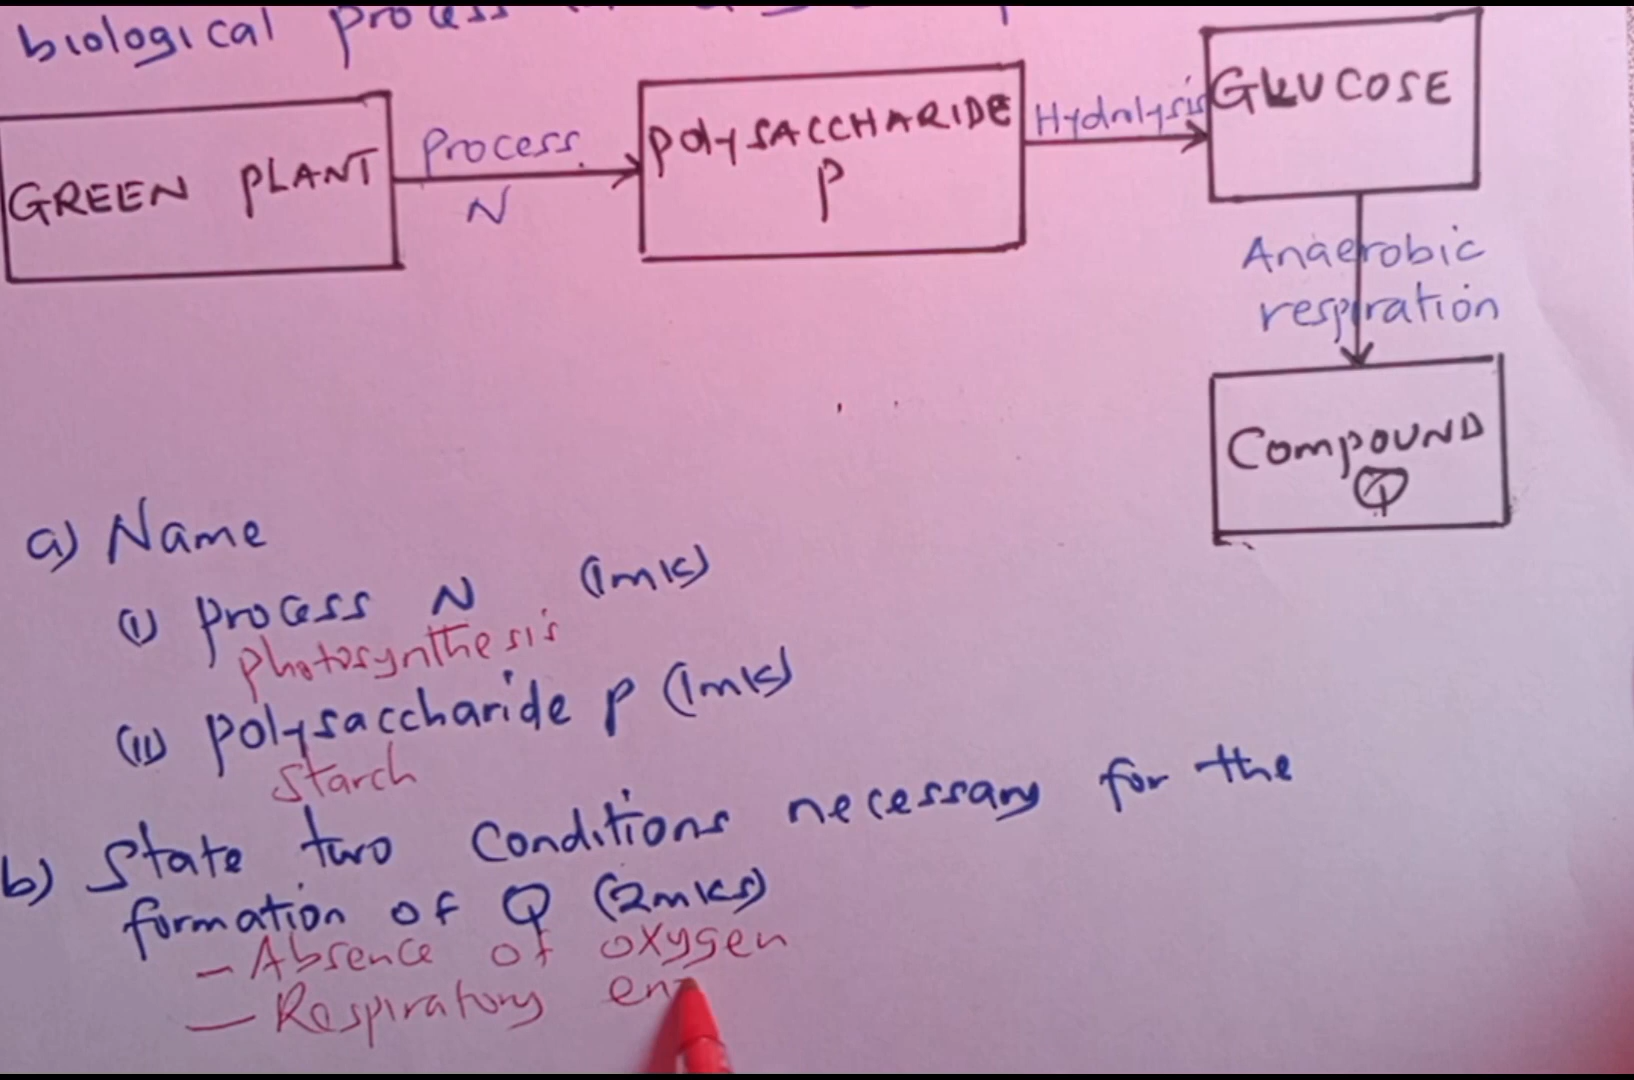 biological process
GREEN PLANT
Process
N
POLYSACCHARIDE
P
Hydrolysis
GLUCOSE
Anaerobic
respiration
COMPOUND
Q
a) Name
(i) process N (1mk)
photosynthesis
(ii) polysaccharide p (1mk)
starch
b) State two conditions necessary for the
formation of Q (2mks)
- Absence of oxygen
- Respiratory